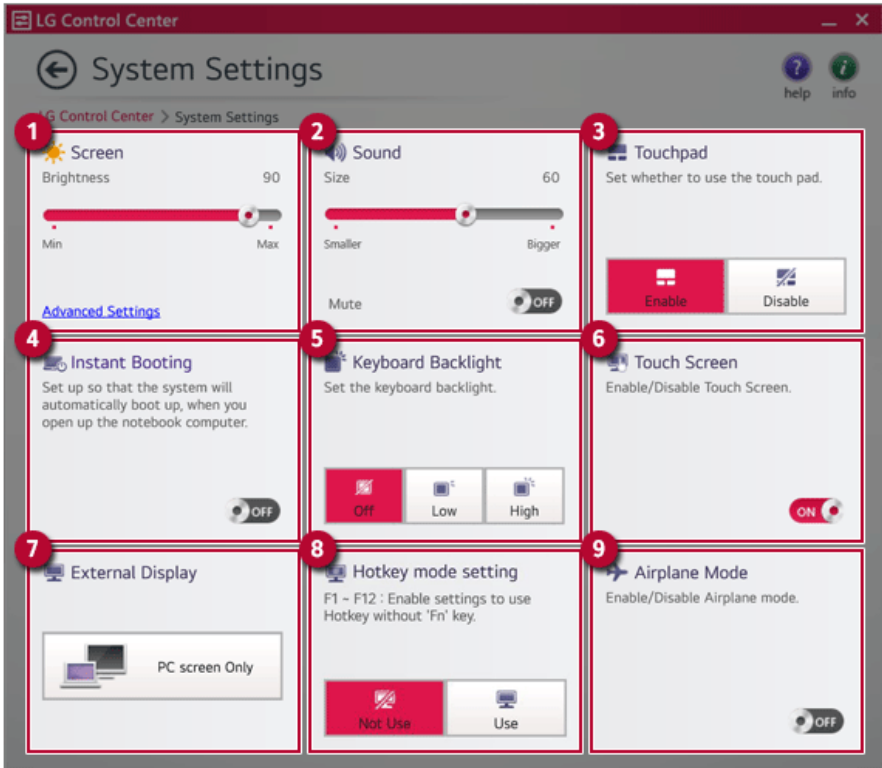 LG Control Center
System Settings
help
info
LG Control Center > System Settings
1
Screen
Brightness 90
Min Max
Advanced Settings
2
Sound
Size 60
Smaller Bigger
Mute OFF
3
Touchpad
Set whether to use the touch pad.
Enable Disable
4
Instant Booting
Set up so that the system will
automatically boot up, when you
open up the notebook computer.
OFF
5
Keyboard Backlight
Set the keyboard backlight.
Off Low High
6
Touch Screen
Enable/Disable Touch Screen.
ON
7
External Display
PC screen Only
8
Hotkey mode setting
F1 ~ F12 : Enable settings to use
Hotkey without 'Fn' key.
Not Use Use
9
Airplane Mode
Enable/Disable Airplane mode.
OFF